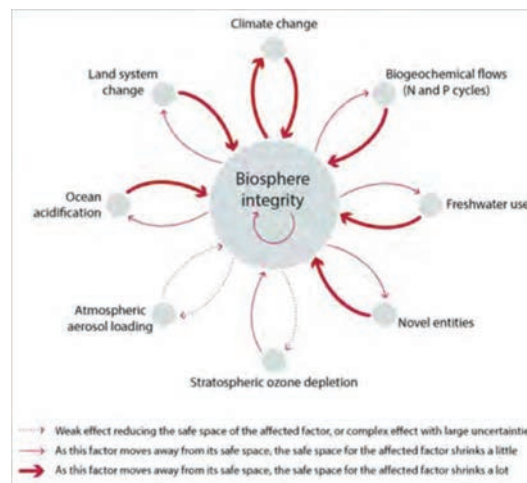 Climate change
Land system
change
Biogeochemical flows
(N and P cycles)
Biosphere
integrity
Ocean
acidification
Freshwater use
Atmospheric
aerosol loading
Novel entities
Stratospheric ozone depletion
Weak effect reducing the safe space of the affected factor, or complex effect with large uncertaintie
As this factor moves away from its safe space, the safe space for the affected factor shrinks a little
As this factor moves away from its safe space, the safe space for the affected factor shrinks a lot